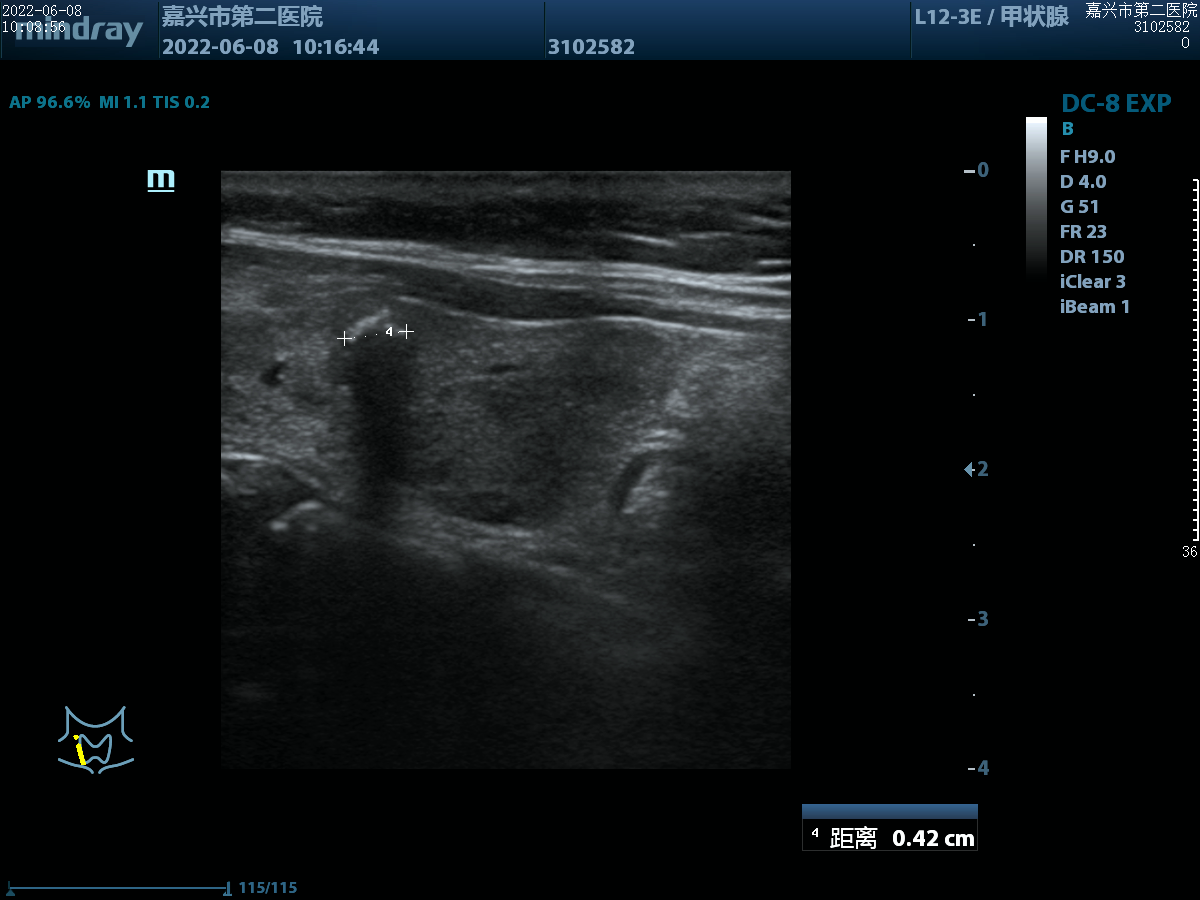 2022-06-08
10:08:56
mindray
嘉兴市第二医院
2022-06-08 10:16:44
3102582
L12-3E / 甲状腺
嘉兴市第二医院
3102582
0
AP 96.6% MI 1.1 TIS 0.2
DC-8 EXP
B
F H9.0
D 4.0
G 51
FR 23
DR 150
iClear 3
iBeam 1
m
0
1
2
3
4
4
36
4 距离 0.42 cm
115/115